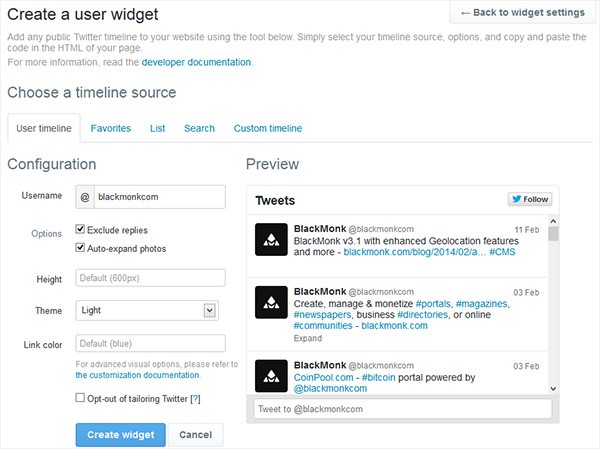 Create a user widget
← Back to widget settings
Add any public Twitter timeline to your website using the tool below. Simply select your timeline source, options, and copy and paste the
code in the HTML of your page.
For more information, read the developer documentation
Choose a timeline source
User timeline
Favorites
List
Search
Custom timeline
Configuration
Username
@
blackmonkcom
Options
Exclude replies
Auto-expand photos
Height
Default (600px)
Theme
Light
Link color
Default (blue)
For advanced visual options, please refer to
the customization documentation.
Opt-out of tailoring Twitter [?]
Create widget
Cancel
Preview
Tweets
Follow
BlackMonk @blackmonkcom
11 Feb
BlackMonk v3.1 with enhanced Geolocation features
and more - blackmonk.com/blog/2014/02/a... #CMS
BlackMonk @blackmonkcom
03 Feb
Create, manage & monetize #portals, #magazines,
#newspapers, business #directories, or online
#communities - blackmonk.com
Expand
BlackMonk @blackmonkcom
03 Feb
CoinPool.com - #bitcoin portal powered by
@blackmonkcom
Tweet to @blackmonkcom